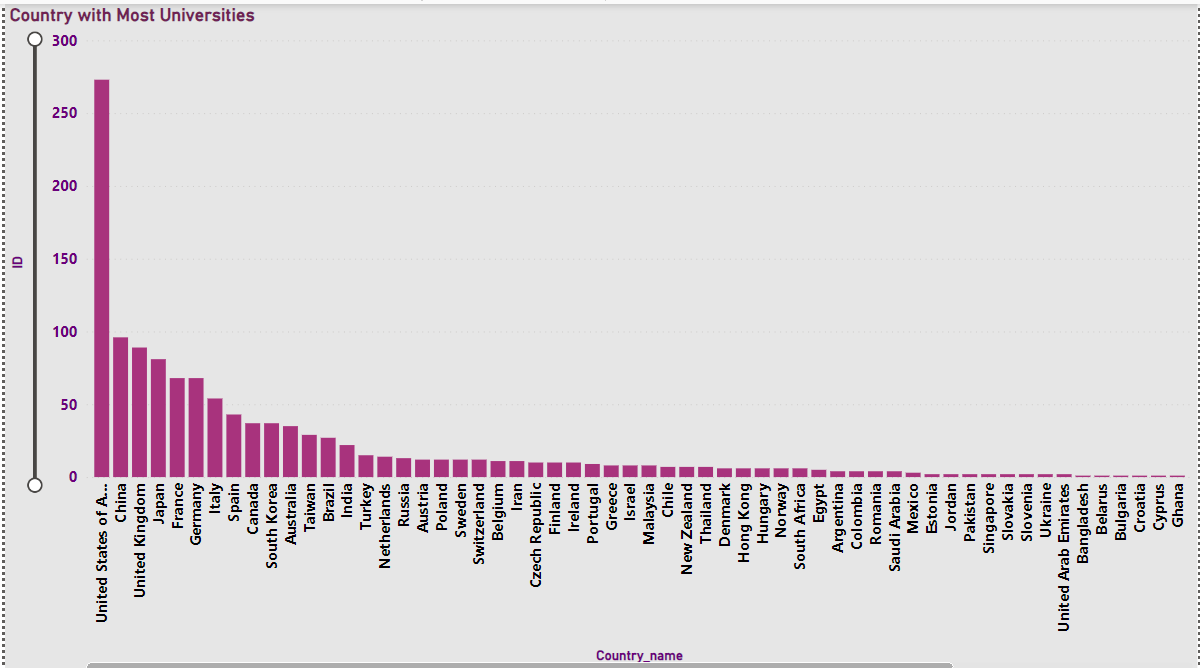 Country with Most Universities
300
250
200
150
100
50
0
ID
United States of A...
China
United Kingdom
Japan
France
Germany
Italy
Spain
Canada
South Korea
Australia
Taiwan
Brazil
India
Turkey
Netherlands
Russia
Austria
Poland
Sweden
Switzerland
Belgium
Iran
Czech Republic
Finland
Ireland
Portugal
Greece
Israel
Malaysia
Chile
New Zealand
Thailand
Denmark
Hong Kong
Hungary
Norway
South Africa
Egypt
Argentina
Colombia
Romania
Saudi Arabia
Mexico
Estonia
Jordan
Pakistan
Singapore
Slovakia
Slovenia
Ukraine
United Arab Emirates
Bangladesh
Belarus
Bulgaria
Croatia
Cyprus
Ghana
Country_name